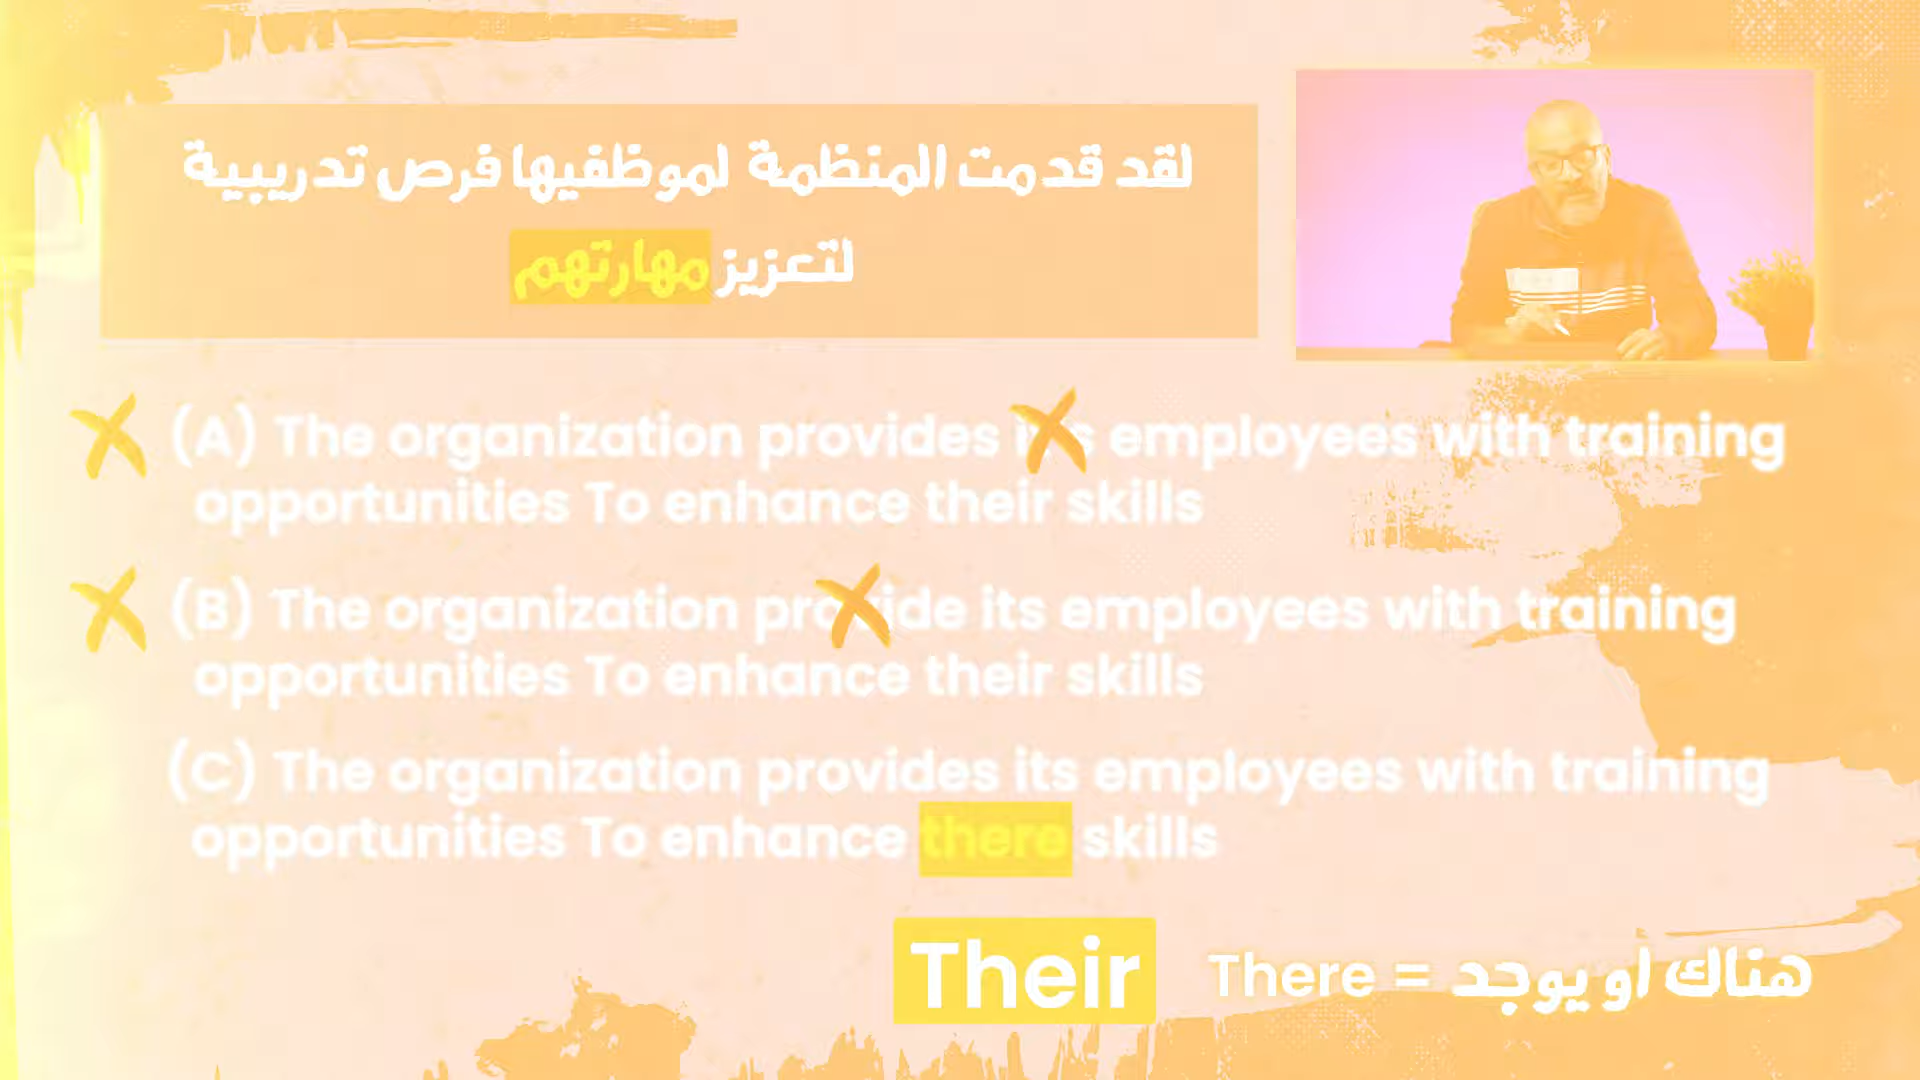 لقد قدمت المنظمة لموظفيها فرص تدريبية
لتعزيز مهارتهم
(A) The organization provides employees with training
opportunities To enhance their skills
(B) The organization provide its employees with training
opportunities To enhance their skills
(C) The organization provides its employees with training
opportunities To enhance there skills
Their
There = هناك او يوجد